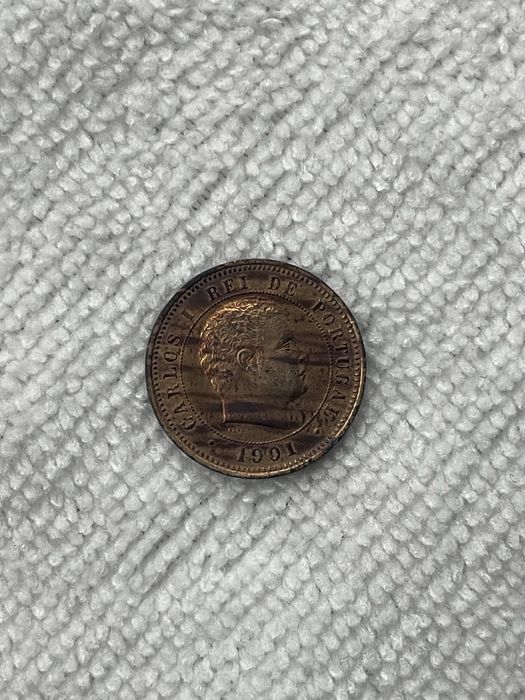 CARLOS I REI DE PORTUGAL
1901